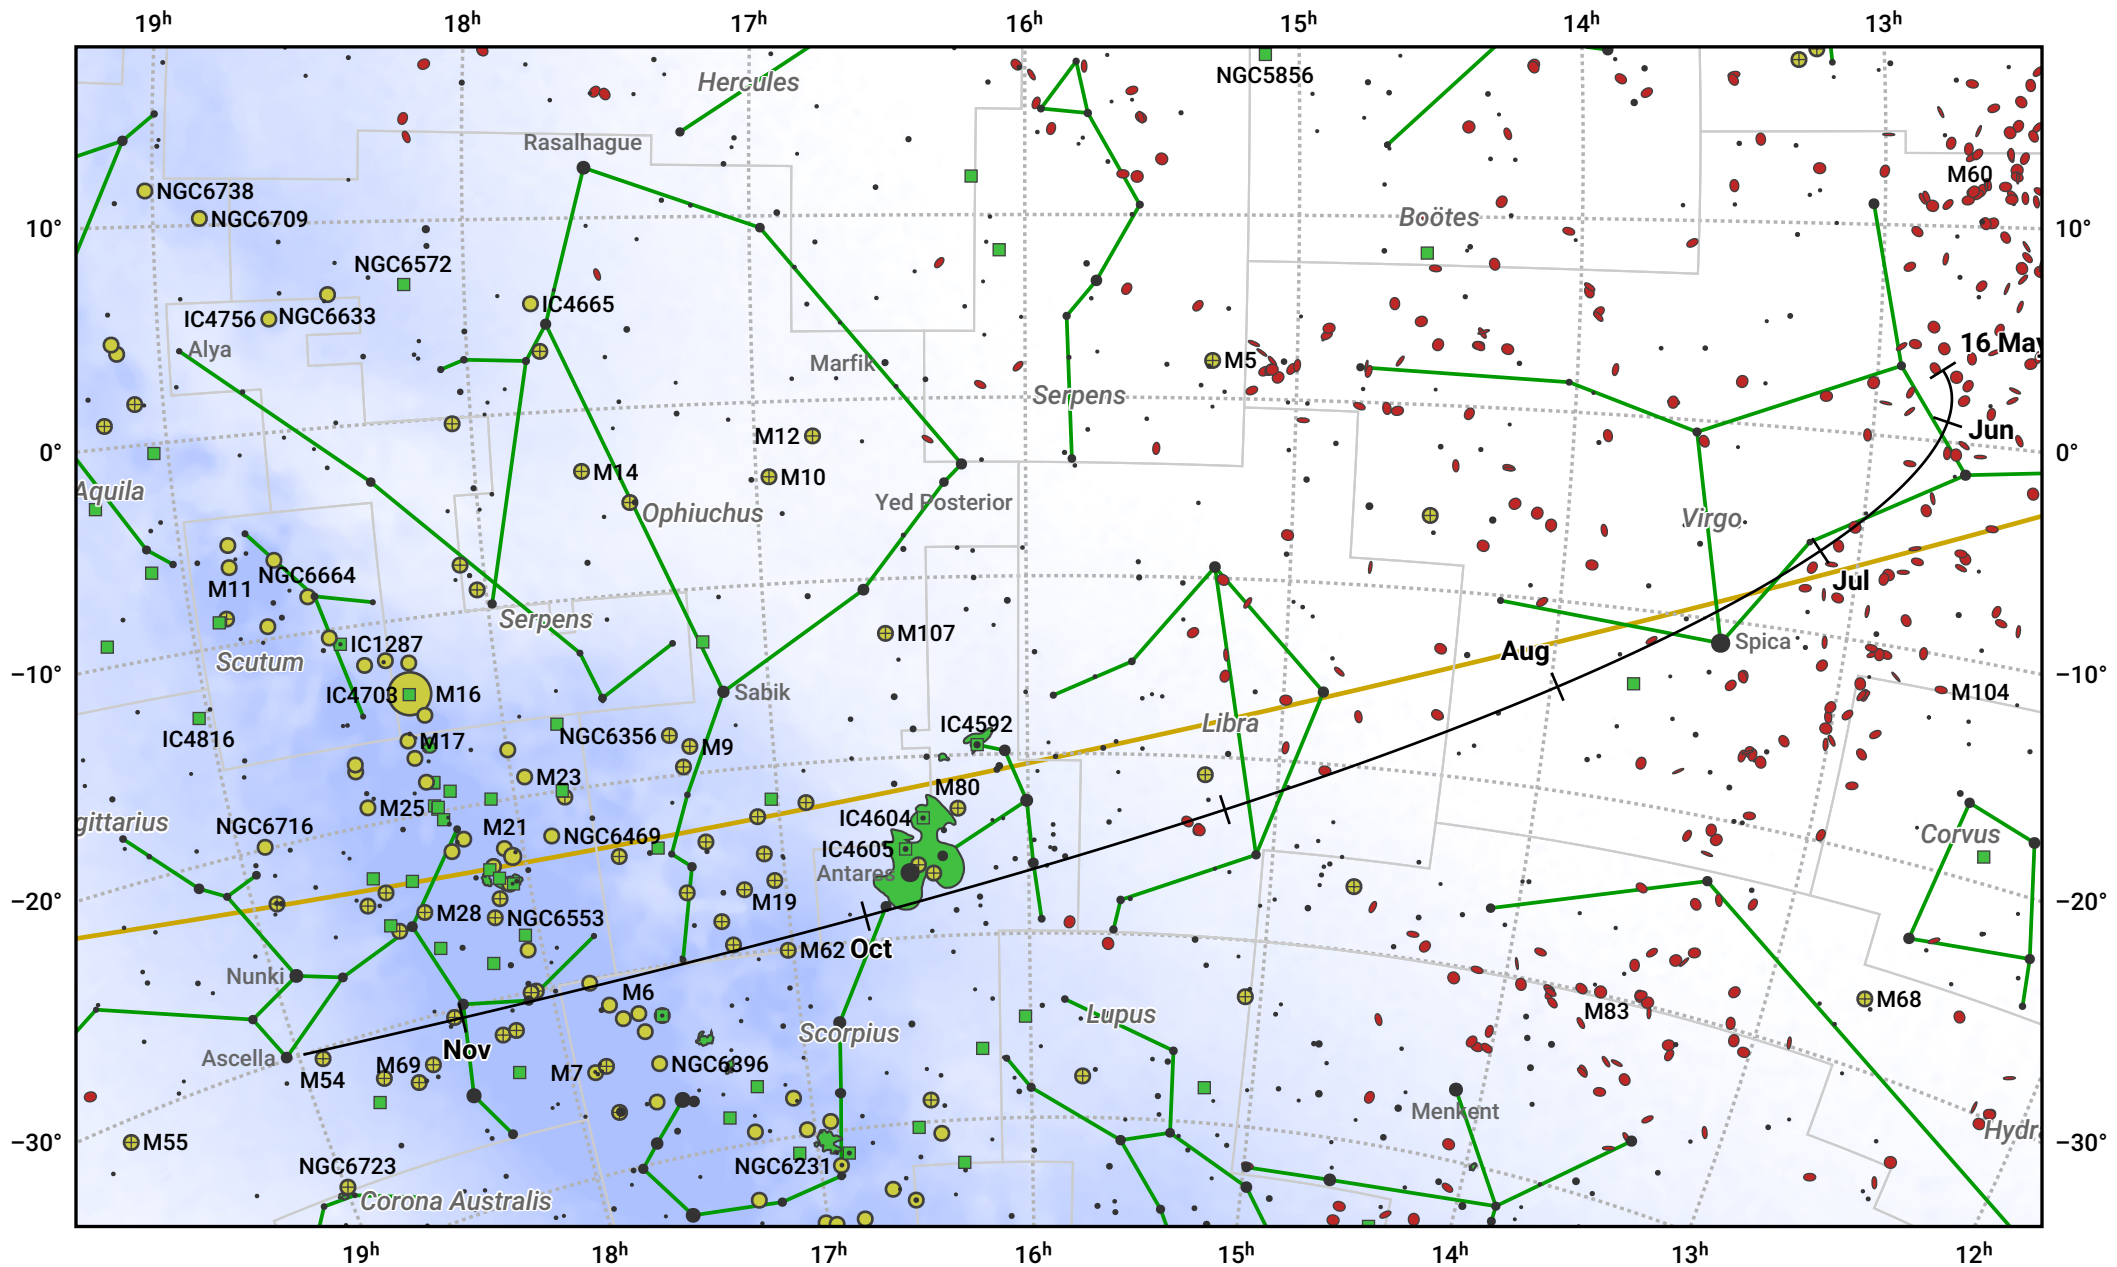 19h 18h 17h 16h 15h 14h 13h
Hercules
NGC5856
Rasalhague
M60
NGC6738
NGC6709
Boötes
10°
10°
NGC6572
IC4665
IC4756
NGC6633
Alya
Marfik
M5
16 May
Serpens
Jun
M12
0°
0°
M14
M10
Aquila
Yed Posterior
Ophiuchus
Virgo
NGC6664
M11
Jul
Serpens
M107
IC1287
Spica
Scutum
Aug
−10°
−10°
IC4703
M16
Sabik
M104
IC4592
Libra
IC4816
M17
NGC6356
M9
M23
M80
M25
IC4604
gittarius
NGC6716
M21
NGC6469
Corvus
IC4605
Antares
−20°
−20°
M19
M28
NGC6553
M62
Oct
Nunki
M6
M68
M83
Lupus
Scorpius
Nov
Ascella
M69
M54
M7
NGC6396
Menkent
−30°
−30°
M55
Hydr
NGC6723
NGC6231
Corona Australis
19h 18h 17h 16h 15h 14h 13h 12h